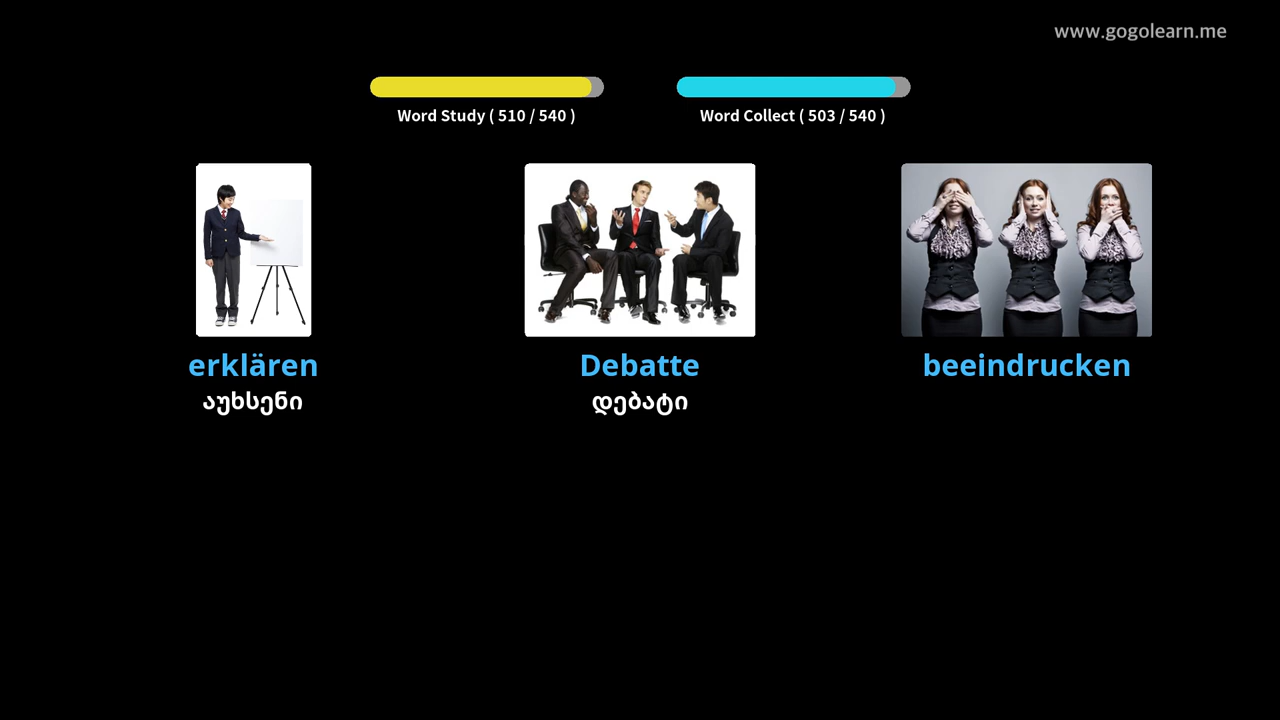 www.gogolearn.me
Word Study ( 510 / 540 )
Word Collect ( 503 / 540 )
erklären
Debatte
beeindrucken
აუხსენი
დებატი